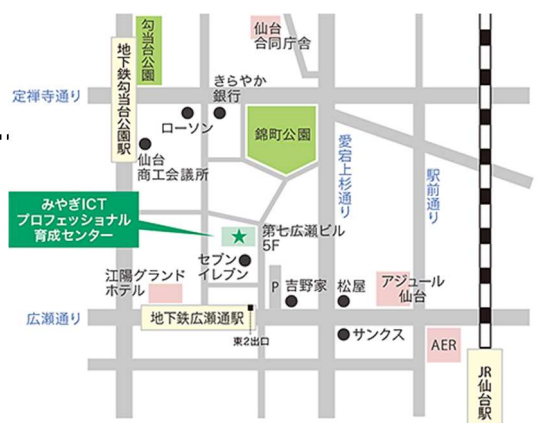 勾当台公園
仙台
合同庁舎
地下鉄勾当台公園駅
きらやか
銀行
定禅寺通り
ローソン
錦町公園
仙台
商工会議所
愛宕上杉通り
駅前通り
みやぎICT
プロフェッショナル
育成センター
第七広瀬ビル
5F
セブン
イレブン
江陽グランド
ホテル
P
吉野家
松屋
アジュール
仙台
広瀬通り
地下鉄広瀬通駅
東2出口
サンクス
AER
JR仙台駅